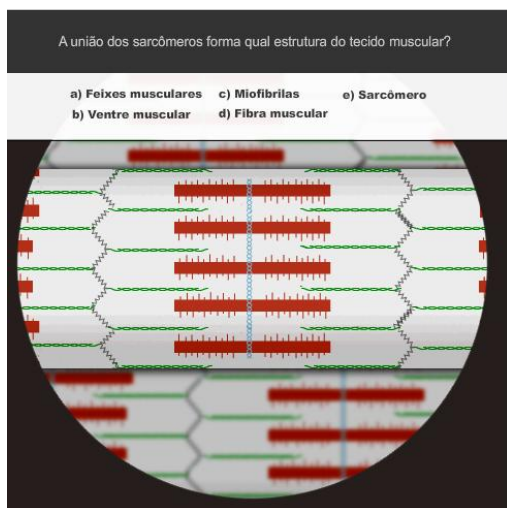 A união dos sarcômeros forma qual estrutura do tecido muscular?
a) Feixes musculares c) Miofibrilas e) Sarcômero
b) Ventre muscular d) Fibra muscular